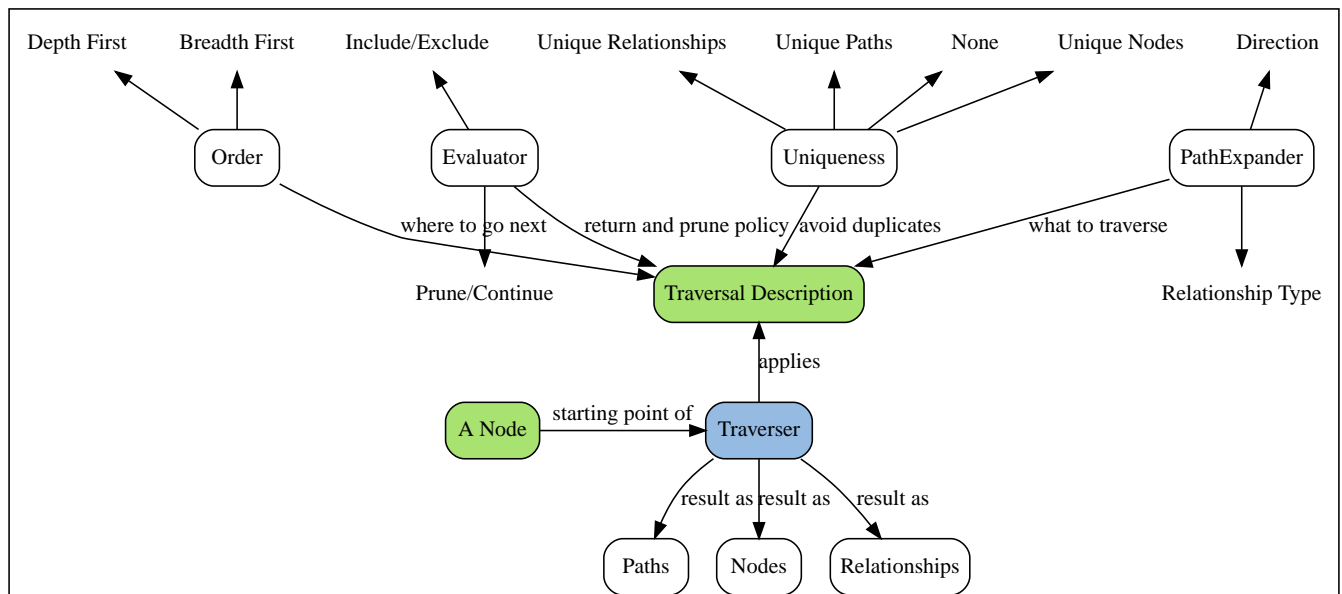 Depth First
Breadth First
Include/Exclude
Unique Relationships
Unique Paths
None
Unique Nodes
Direction
Order
Evaluator
Uniqueness
PathExpander
where to go next
return and prune policy
avoid duplicates
what to traverse
Prune/Continue
Traversal Description
Relationship Type
applies
A Node
starting point of
Traverser
result as
result as
result as
Paths
Nodes
Relationships